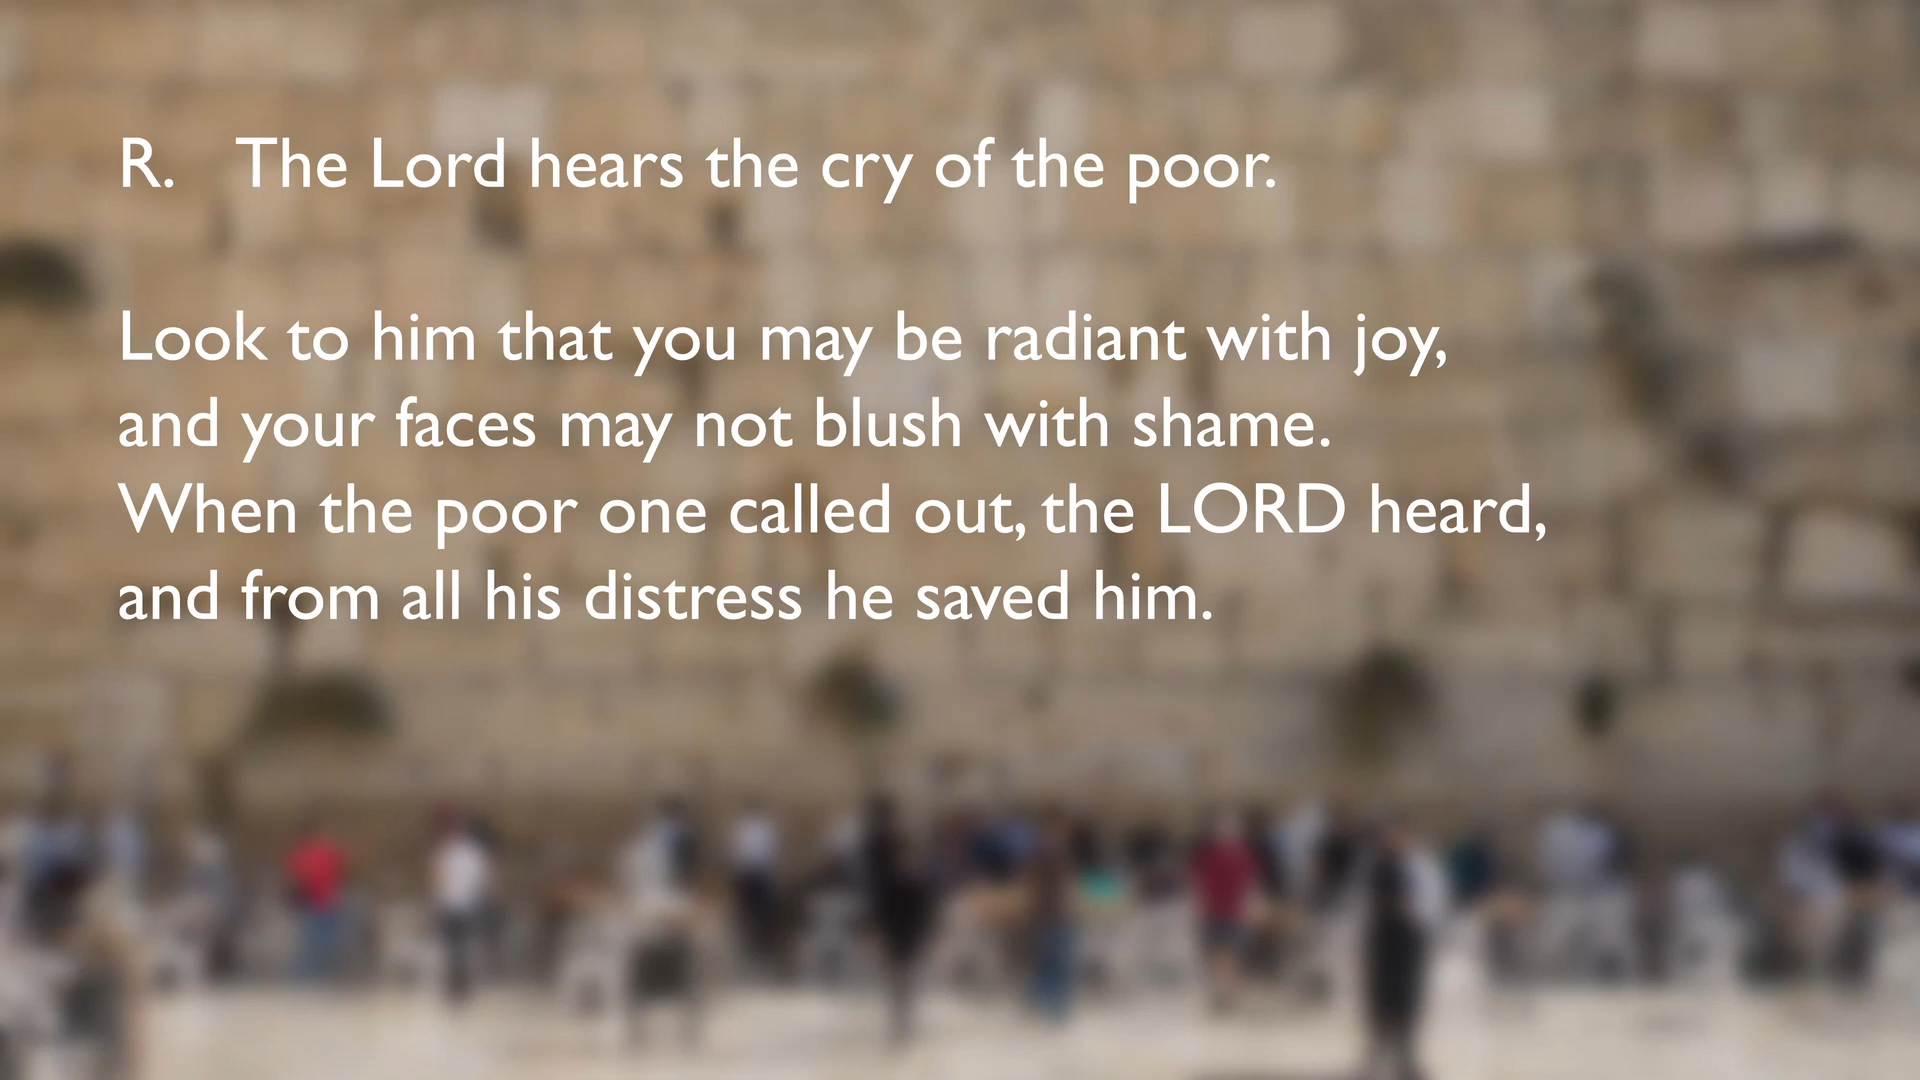 R. The Lord hears the cry of the poor.
Look to him that you may be radiant with joy,
and your faces may not blush with shame.
When the poor one called out, the LORD heard,
and from all his distress he saved him.